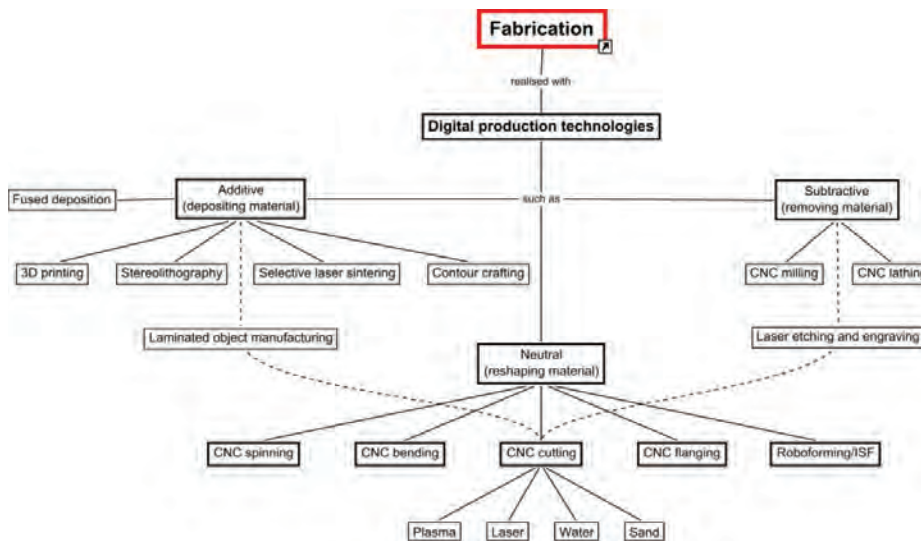 Fabrication
realised with
Digital production technologies
Fused deposition
Additive
(depositing material)
such as
Subtractive
(removing material)
3D printing
Stereolithography
Selective laser sintering
Contour crafting
CNC milling
CNC lathing
Laminated object manufacturing
Laser etching and engraving
Neutral
(reshaping material)
CNC spinning
CNC bending
CNC cutting
CNC flanging
Roboforming/ISF
Plasma
Laser
Water
Sand